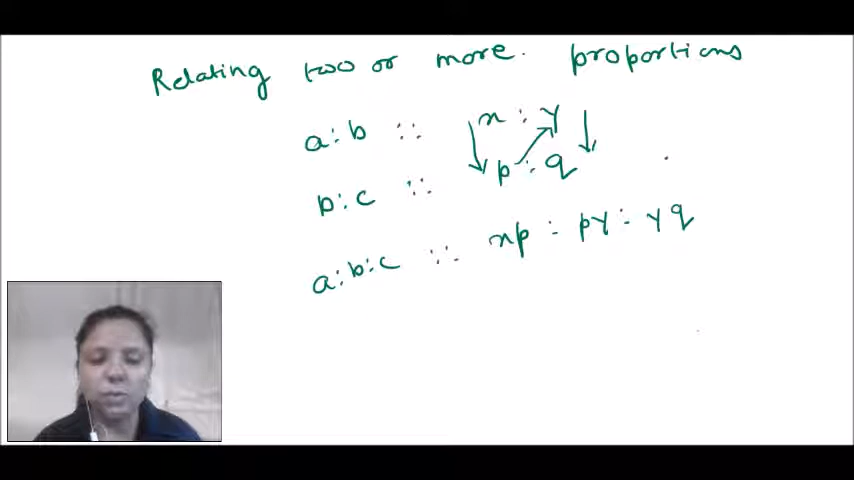 Relating two or more. proportions
a:b :: x : y
b:c :: p : q
a:b:c :: xp : py : yq